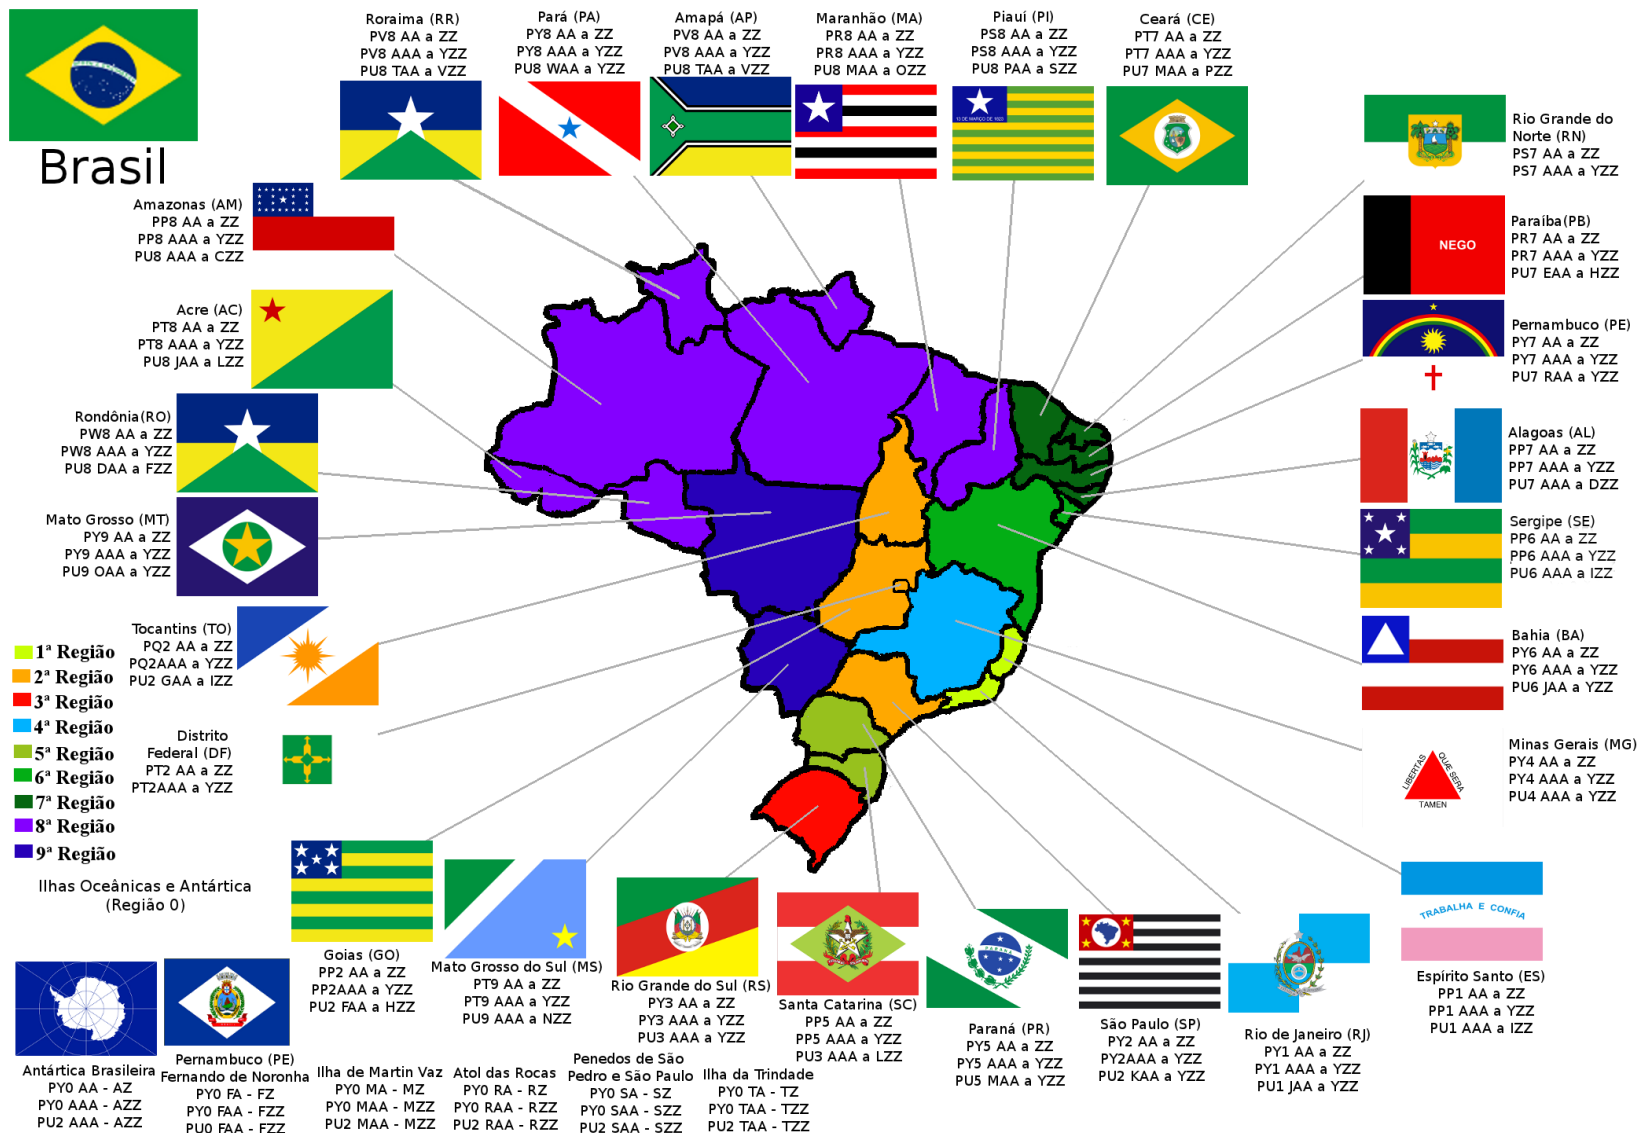 Brasil
Roraima (RR)
PV8 AA a ZZ
PV8 AAA a YZZ
PU8 TAA a VZZ
Pará (PA)
PY8 AA a ZZ
PY8 AAA a YZZ
PU8 WAA a YZZ
Amapá (AP)
PV8 AA a ZZ
PV8 AAA a YZZ
PU8 TAA a VZZ
Maranhão (MA)
PR8 AA a ZZ
PR8 AAA a YZZ
PU8 MAA a OZZ
Piauí (PI)
PS8 AA a ZZ
PS8 AAA a YZZ
PU8 PAA a SZZ
13 DE MARÇO DE 1823
Ceará (CE)
PT7 AA a ZZ
PT7 AAA a YZZ
PU7 MAA a PZZ
Rio Grande do
Norte (RN)
PS7 AA a ZZ
PS7 AAA a YZZ
NEGO
Paraíba(PB)
PR7 AA a ZZ
PR7 AAA a YZZ
PU7 EAA a HZZ
Pernambuco (PE)
PY7 AA a ZZ
PY7 AAA a YZZ
PU7 RAA a YZZ
Alagoas (AL)
PP7 AA a ZZ
PP7 AAA a YZZ
PU7 AAA a DZZ
Sergipe (SE)
PP6 AA a ZZ
PP6 AAA a YZZ
PU6 AAA a IZZ
Bahia (BA)
PY6 AA a ZZ
PY6 AAA a YZZ
PU6 JAA a YZZ
LIBERTAS
QUÆ SERA
TAMEN
Minas Gerais (MG)
PY4 AA a ZZ
PY4 AAA a YZZ
PU4 AAA a YZZ
Amazonas (AM)
PP8 AA a ZZ
PP8 AAA a YZZ
PU8 AAA a CZZ
Acre (AC)
PT8 AA a ZZ
PT8 AAA a YZZ
PU8 JAA a LZZ
Rondônia(RO)
PW8 AA a ZZ
PW8 AAA a YZZ
PU8 DAA a FZZ
Mato Grosso (MT)
PY9 AA a ZZ
PY9 AAA a YZZ
PU9 OAA a YZZ
Tocantins (TO)
PQ2 AA a ZZ
PQ2AAA a YZZ
PU2 GAA a IZZ
Distrito
Federal (DF)
PT2 AA a ZZ
PT2AAA a YZZ
1ª Região
2ª Região
3ª Região
4ª Região
5ª Região
6ª Região
7ª Região
8ª Região
9ª Região
Ilhas Oceânicas e Antártica
(Região 0)
Goias (GO)
PP2 AA a ZZ
PP2AAA a YZZ
PU2 FAA a HZZ
Mato Grosso do Sul (MS)
PT9 AA a ZZ
PT9 AAA a YZZ
PU9 AAA a NZZ
Rio Grande do Sul (RS)
PY3 AA a ZZ
PY3 AAA a YZZ
PU3 AAA a YZZ
Santa Catarina (SC)
PP5 AA a ZZ
PP5 AAA a YZZ
PU3 AAA a LZZ
PARANÁ
Paraná (PR)
PY5 AA a ZZ
PY5 AAA a YZZ
PU5 MAA a YZZ
São Paulo (SP)
PY2 AA a ZZ
PY2AAA a YZZ
PU2 KAA a YZZ
Rio de Janeiro (RJ)
PY1 AA a ZZ
PY1 AAA a YZZ
PU1 JAA a YZZ
TRABALHA E CONFIA
Espírito Santo (ES)
PP1 AA a ZZ
PP1 AAA a YZZ
PU1 AAA a IZZ
Antártica Brasileira
PY0 AA - AZ
PY0 AAA - AZZ
PU2 AAA - AZZ
Pernambuco (PE)
Fernando de Noronha
PY0 FA - FZ
PY0 FAA - FZZ
PU0 FAA - FZZ
Ilha de Martin Vaz
PY0 MA - MZ
PY0 MAA - MZZ
PU2 MAA - MZZ
Atol das Rocas
PY0 RA - RZ
PY0 RAA - RZZ
PU2 RAA - RZZ
Penedos de São
Pedro e São Paulo
PY0 SA - SZ
PY0 SAA - SZZ
PU2 SAA - SZZ
Ilha da Trindade
PY0 TA - TZ
PY0 TAA - TZZ
PU2 TAA - TZZ